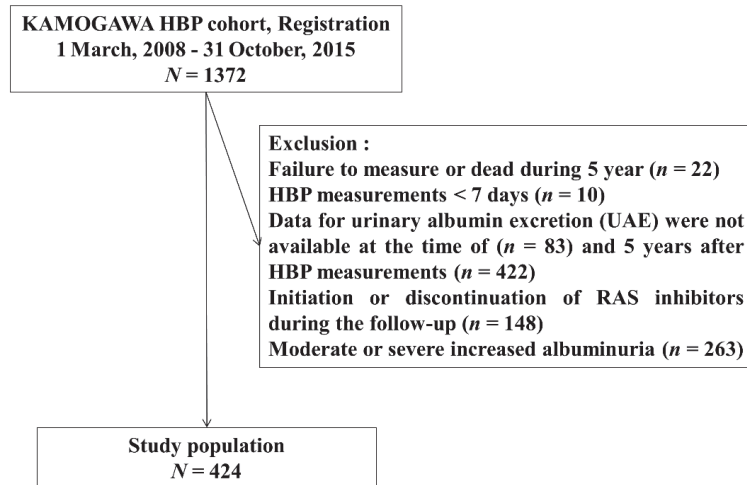 KAMOGAWA HBP cohort, Registration
1 March, 2008 - 31 October, 2015
N = 1372
Exclusion :
Failure to measure or dead during 5 year (n = 22)
HBP measurements < 7 days (n = 10)
Data for urinary albumin excretion (UAE) were not
available at the time of (n = 83) and 5 years after
HBP measurements (n = 422)
Initiation or discontinuation of RAS inhibitors
during the follow-up (n = 148)
Moderate or severe increased albuminuria (n = 263)
Study population
N = 424